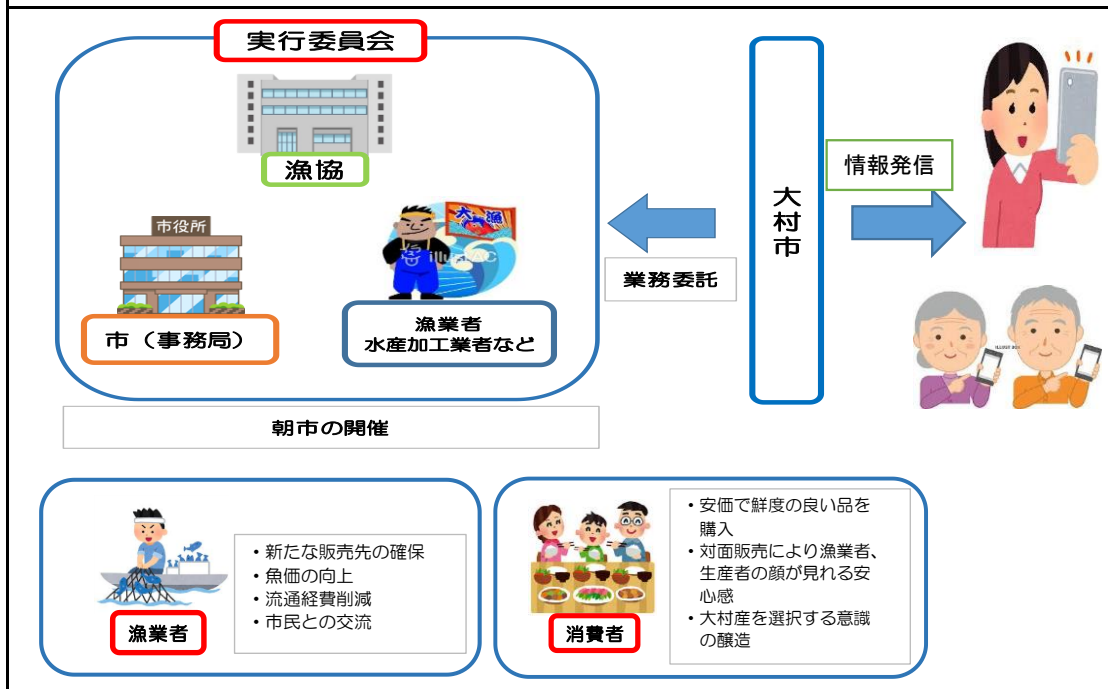 実行委員会
漁協
市役所
市（事務局）
大漁
漁業者
水産加工業者など
朝市の開催
業務委託
大村市
情報発信
漁業者
・新たな販売先の確保
・魚価の向上
・流通経費削減
・市民との交流
消費者
・安価で鮮度の良い品を
購入
・対面販売により漁業者、
生産者の顔が見れる安
心感
・大村産を選択する意識
の醸造